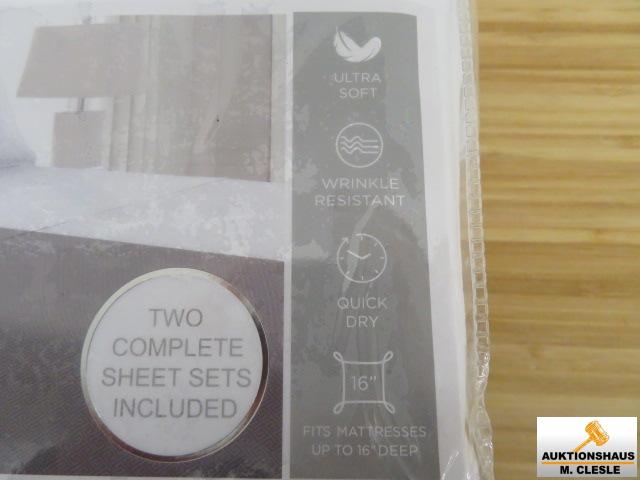 ULTRA
SOFT
WRINKLE
RESISTANT
QUICK
DRY
16"
FITS MATTRESSES
UP TO 16" DEEP
TWO
COMPLETE
SHEET SETS
INCLUDED
AUKTIONSHAUS
M. CLESLE